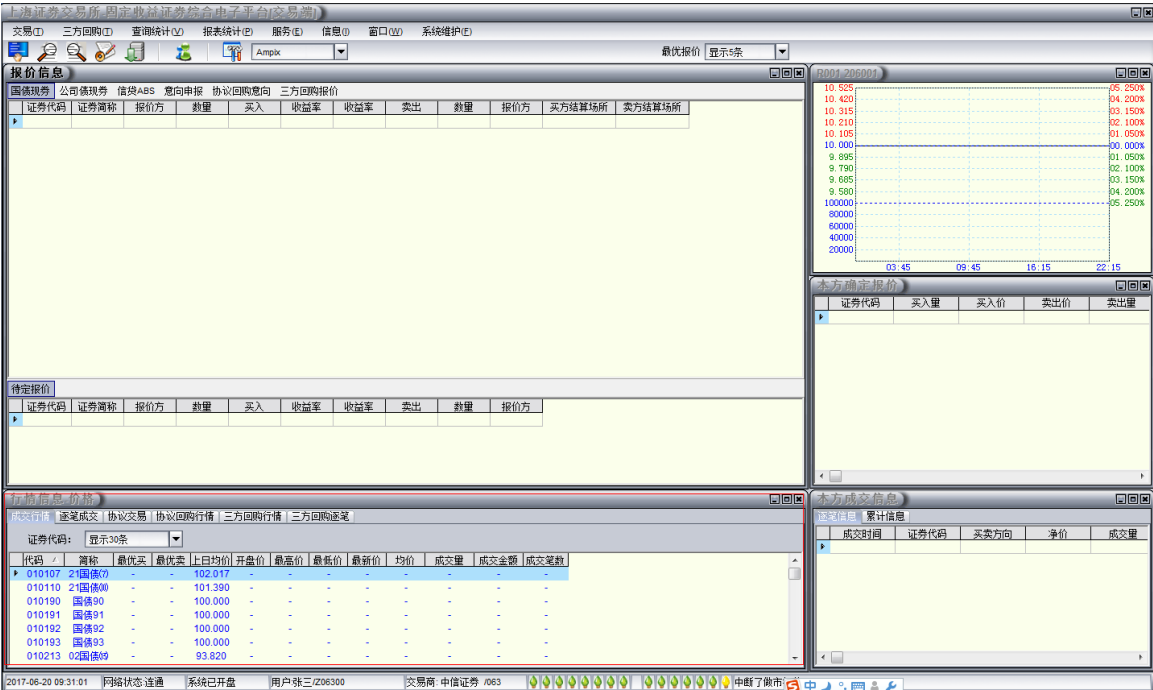 上海证券交易所_固定收益证券综合电子平台[交易端]
交易(T) 三方回购(T) 查询统计(V) 报表统计(P) 服务(E) 信息(I) 窗口(W) 系统维护(F)
Ampix 最优报价 显示5条
报价信息
国债现券 公司债现券 信贷ABS 意向申报 协议回购意向 三方回购报价
证券代码 证券简称 报价方 数量 买入 收益率 收益率 卖出 数量 报价方 买方结算场所 卖方结算场所
待定报价
证券代码 证券简称 报价方 数量 买入 收益率 收益率 卖出 数量 报价方
R001_206001
10.525 05.250%
10.420 04.200%
10.315 03.150%
10.210 02.100%
10.105 01.050%
10.000 00.000%
9.895 01.050%
9.790 02.100%
9.685 03.150%
9.580 04.200%
100000 05.250%
80000
60000
40000
20000
03:45 09:45 16:15 22:15
本方确定报价
证券代码 买入量 买入价 卖出价 卖出量
行情信息_价格
成交行情 逐笔成交 协议交易 协议回购行情 三方回购行情 三方回购逐笔
证券代码: 显示30条
代码 简称 最优买 最优卖 上日均价 开盘价 最高价 最低价 最新价 均价 成交量 成交金额 成交笔数
010107 21国债⑺ - - 102.017 - - - - - - - -
010110 21国债⑽ - - 101.390 - - - - - - - -
010190 国债90 - - 100.000 - - - - - - - -
010191 国债91 - - 100.000 - - - - - - - -
010192 国债92 - - 100.000 - - - - - - - -
010193 国债93 - - 100.000 - - - - - - - -
010213 02国债⒀ - - 93.820 - - - - - - - -
本方成交信息
逐笔信息 累计信息
成交时间 证券代码 买卖方向 净价 成交量
2017-06-20 09:31:01 网络状态:连通 系统已开盘 用户:张三/Z06300 交易商: 中信证券 /063 中断了做市 中